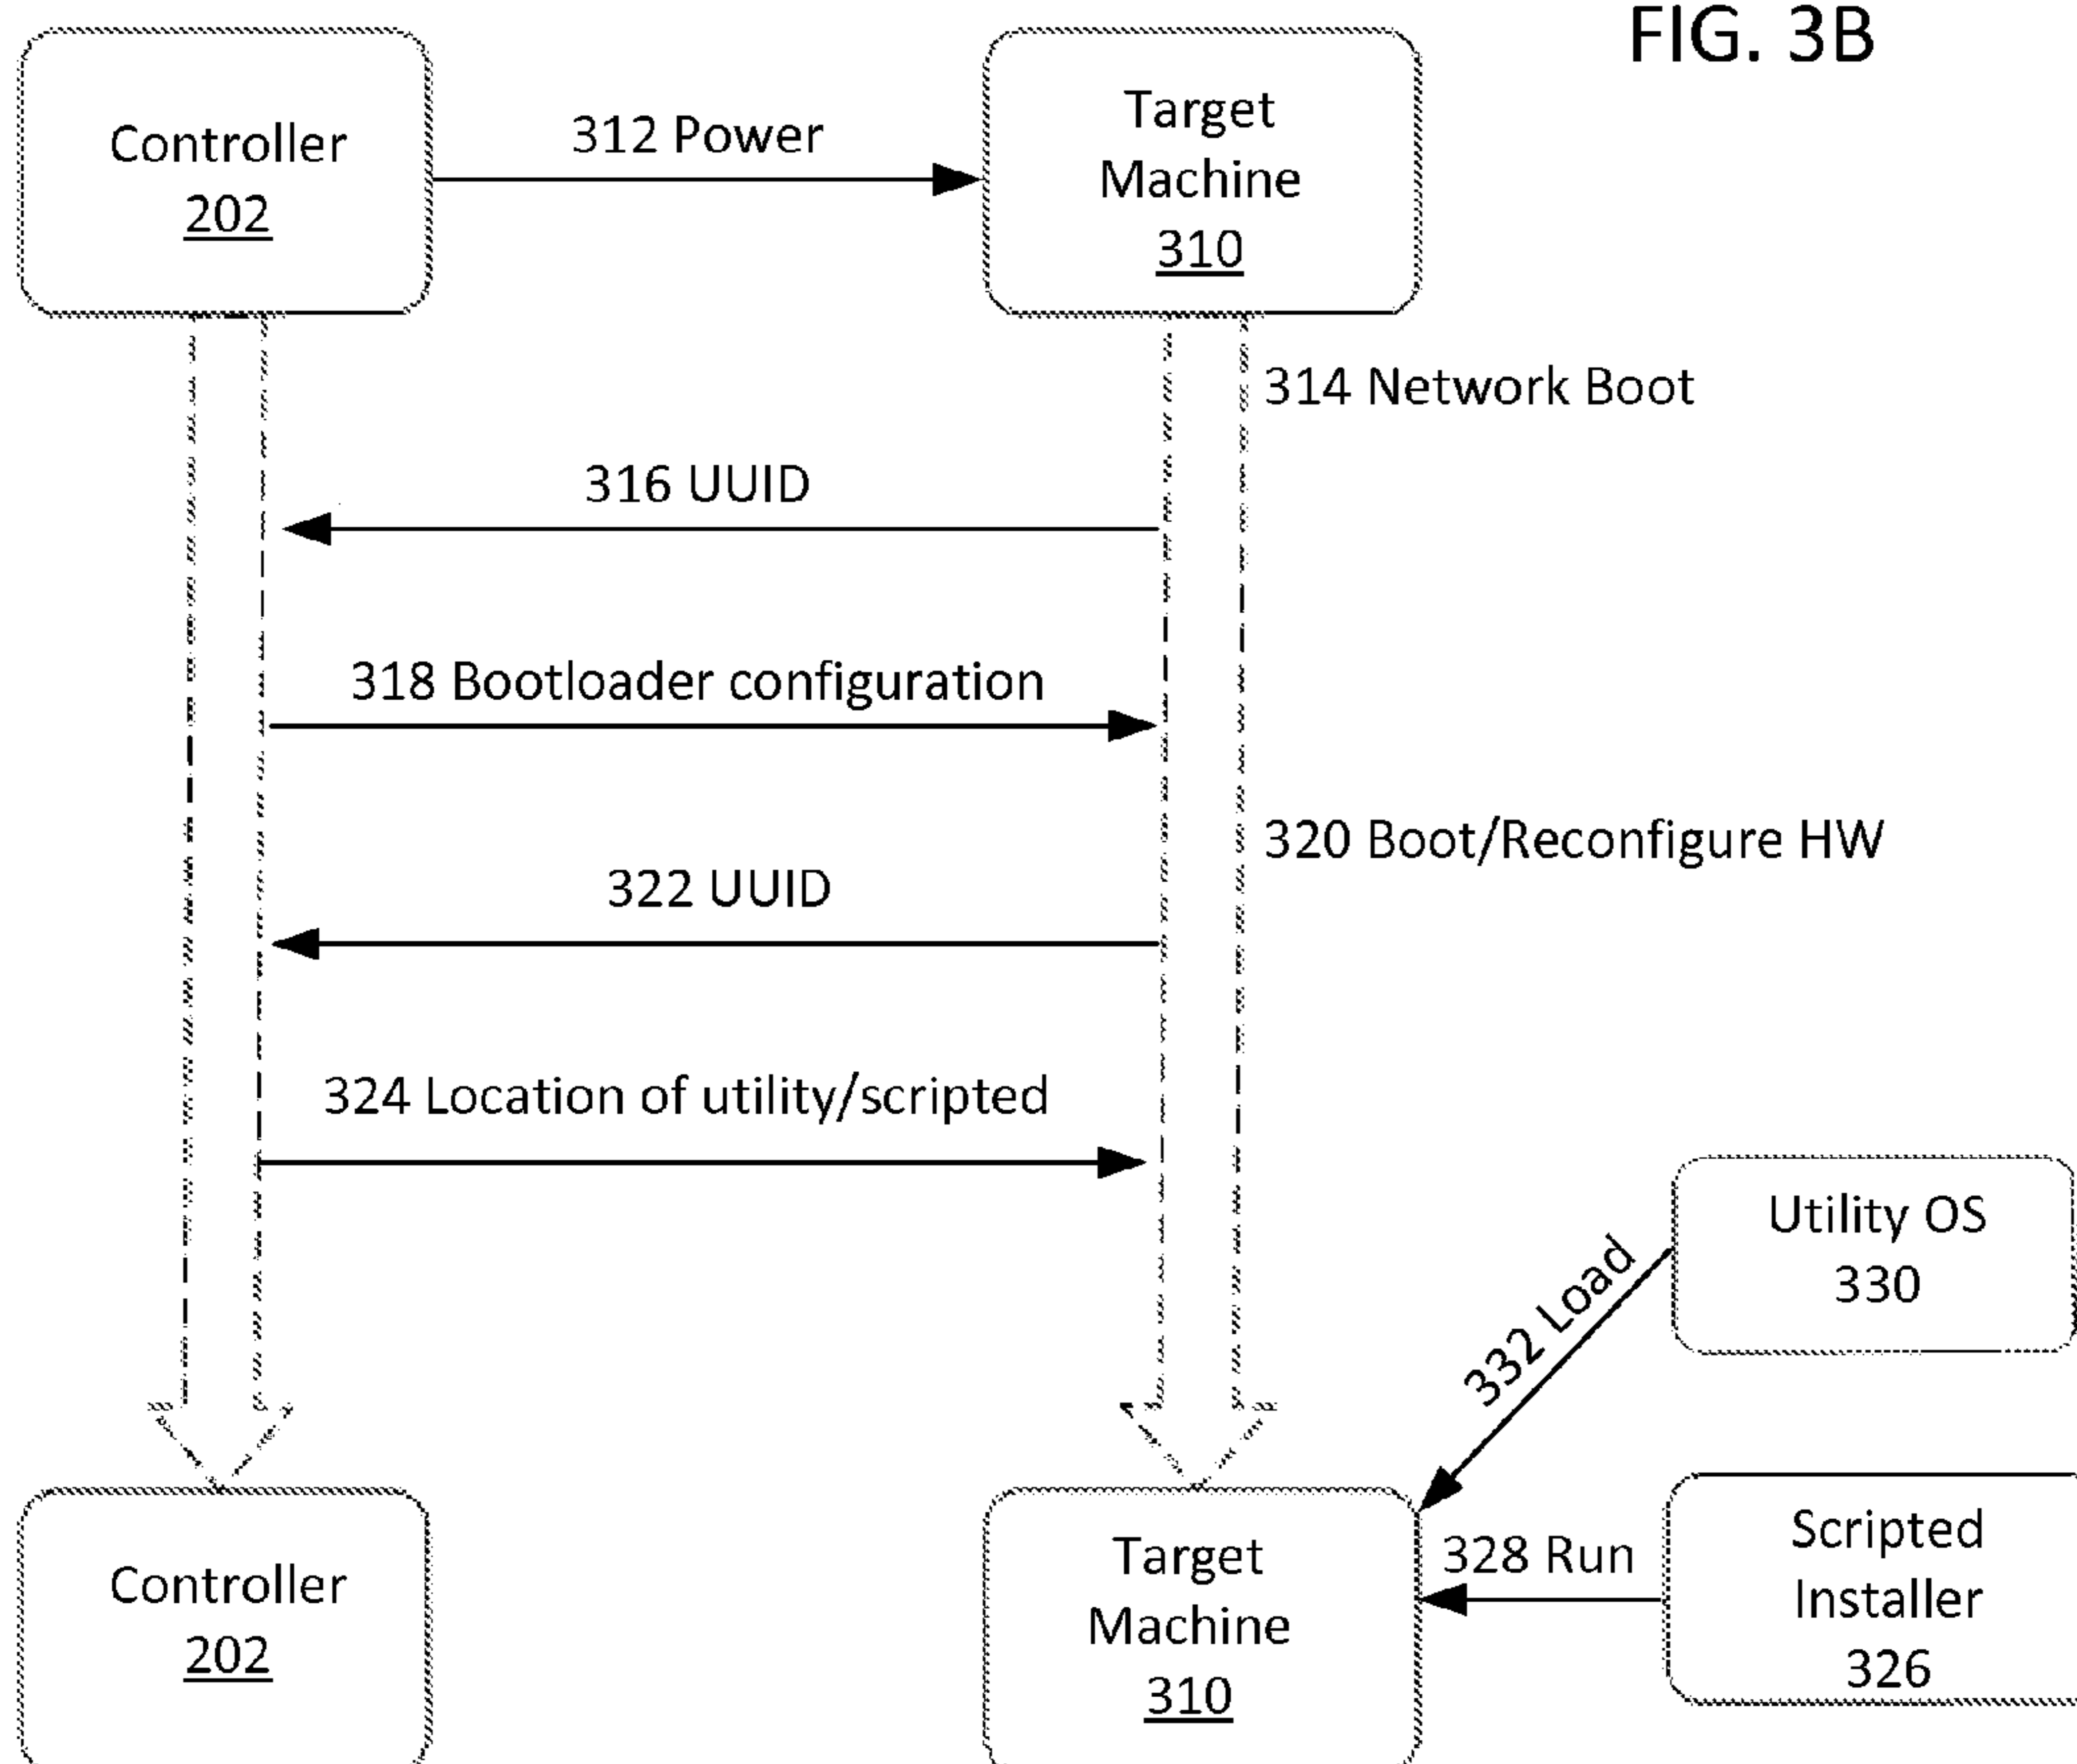 FIG. 3B
Controller
202
312 Power
Target
Machine
310
314 Network Boot
316 UUID
318 Bootloader configuration
320 Boot/Reconfigure HW
322 UUID
324 Location of utility/scripted
Utility OS
330
332 Load
Controller
202
Target
Machine
310
328 Run
Scripted
Installer
326